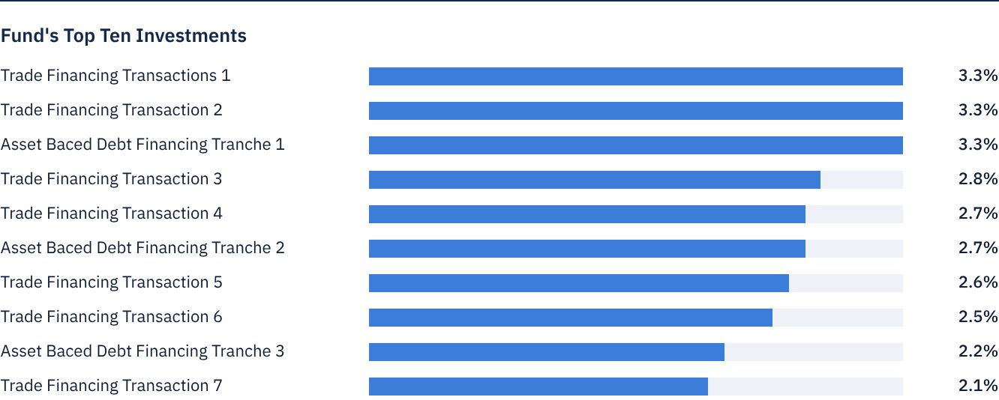 Fund's Top Ten Investments
Trade Financing Transactions 1 3.3%
Trade Financing Transaction 2 3.3%
Asset Baced Debt Financing Tranche 1 3.3%
Trade Financing Transaction 3 2.8%
Trade Financing Transaction 4 2.7%
Asset Baced Debt Financing Tranche 2 2.7%
Trade Financing Transaction 5 2.6%
Trade Financing Transaction 6 2.5%
Asset Baced Debt Financing Tranche 3 2.2%
Trade Financing Transaction 7 2.1%